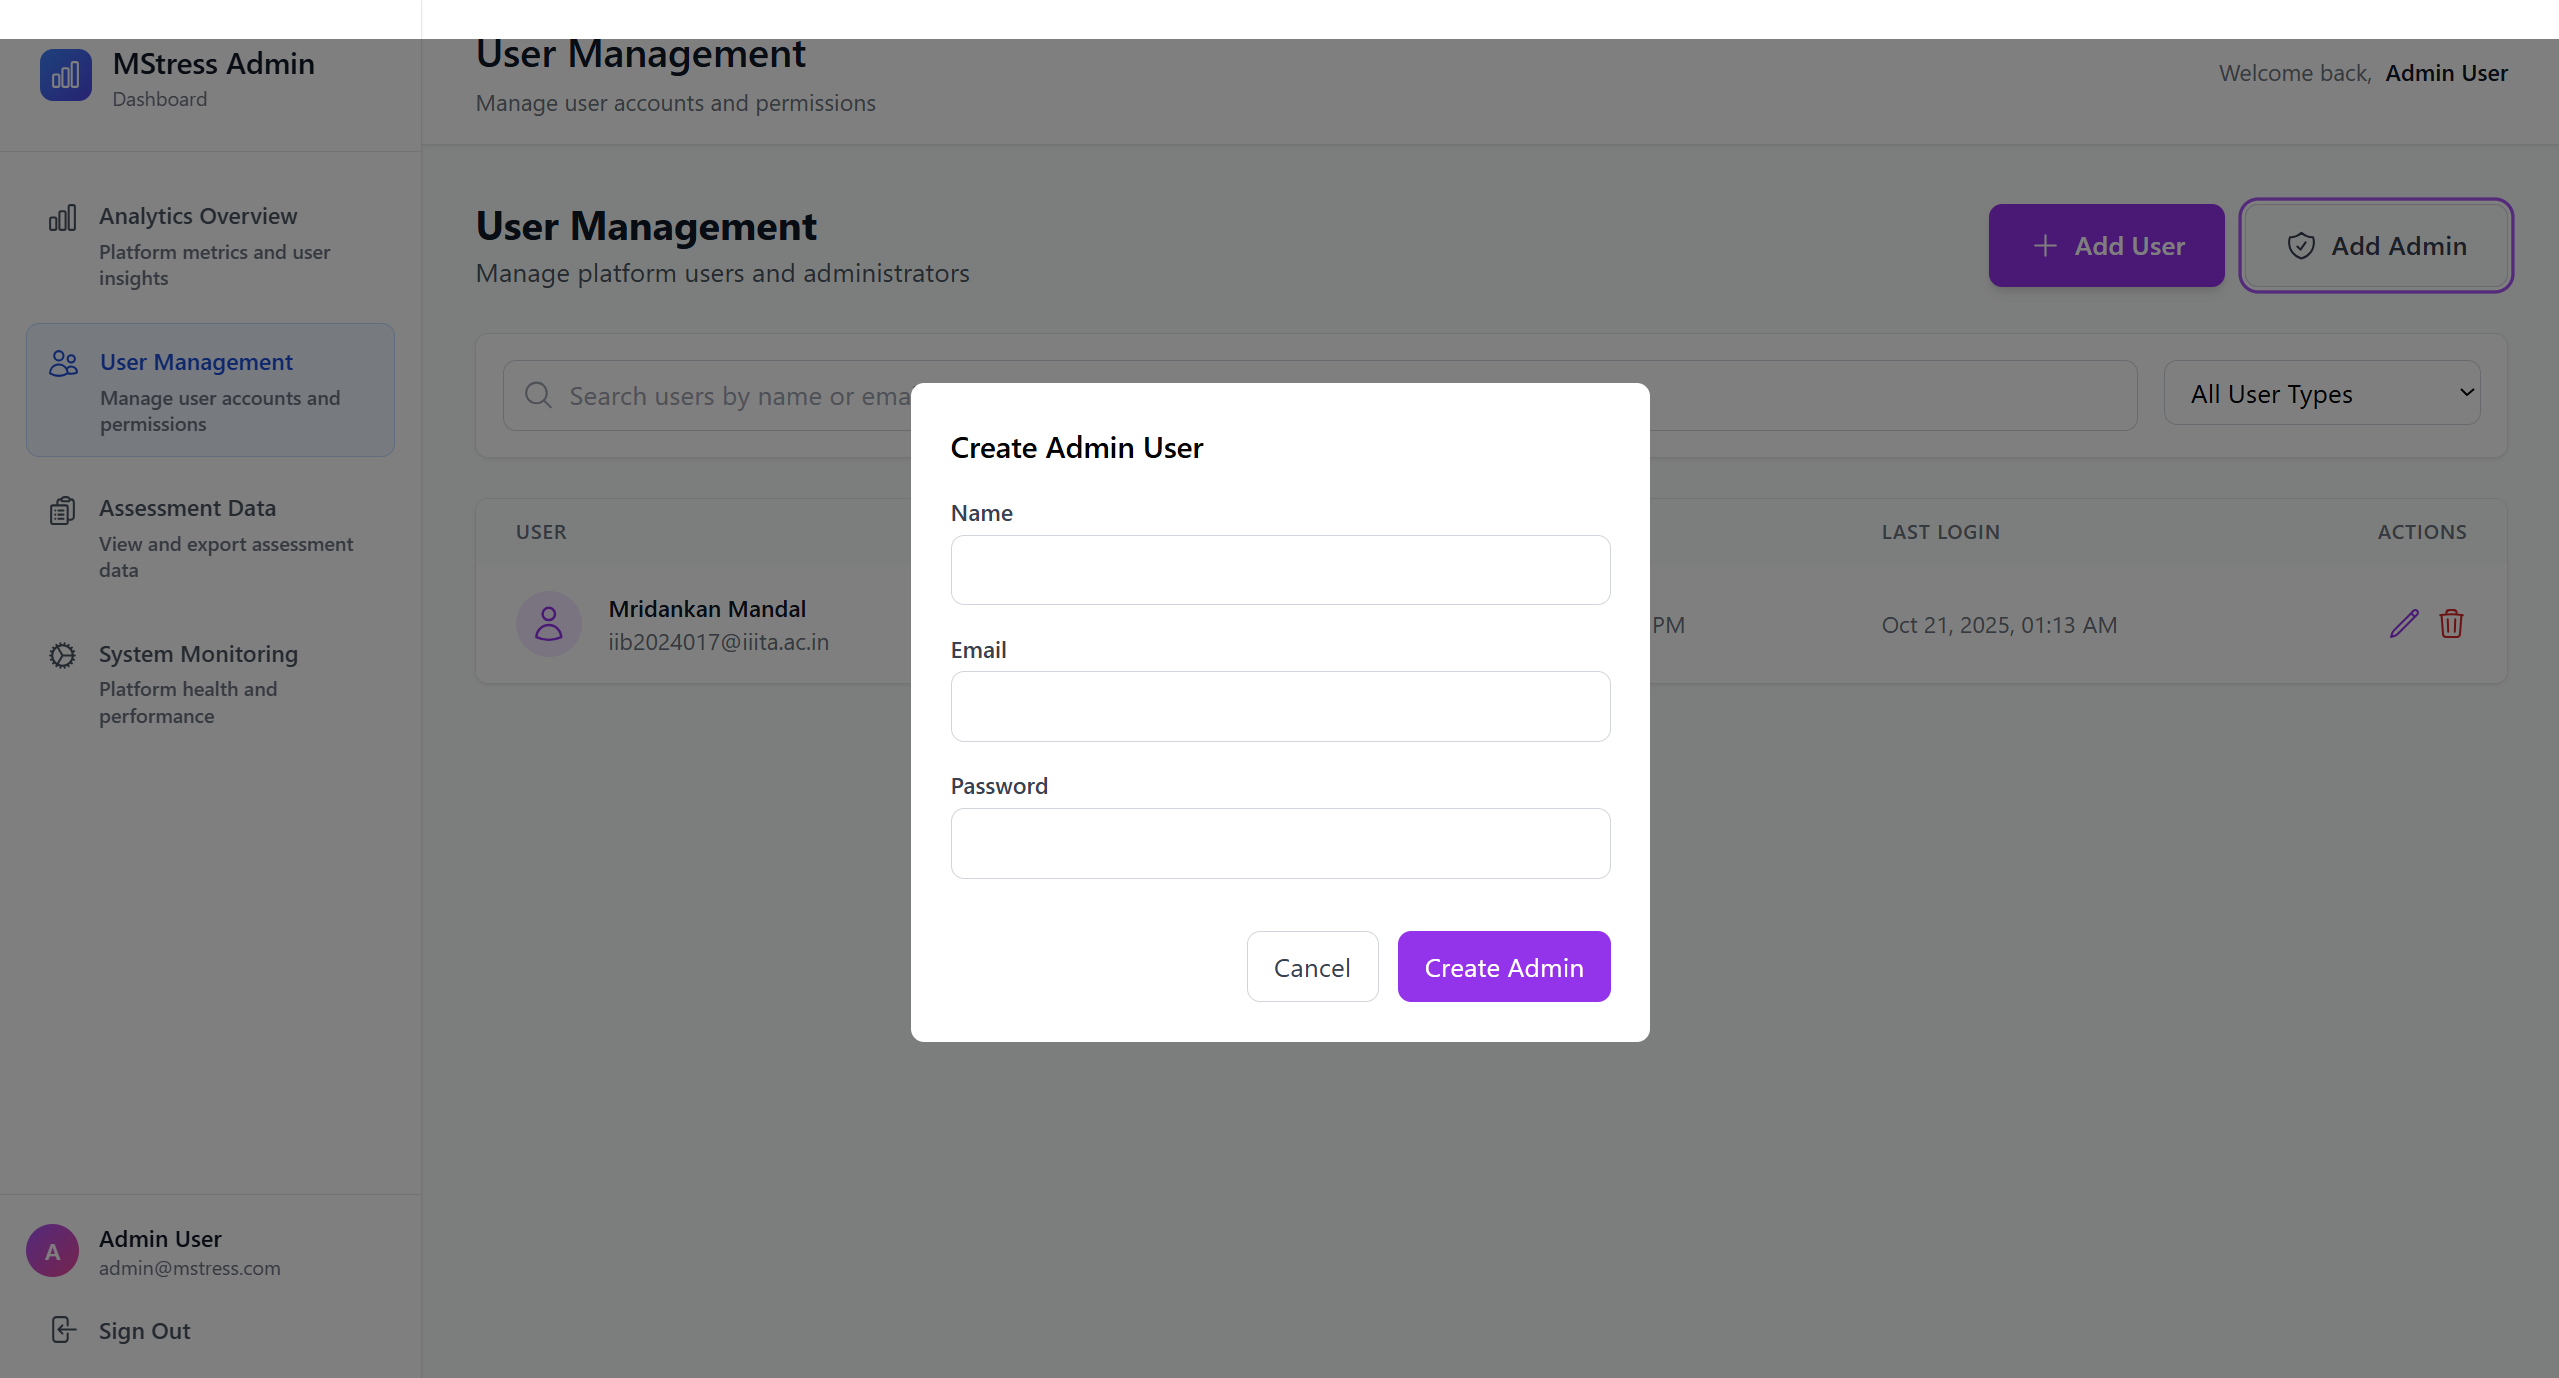 MStress Admin
Dashboard
Analytics Overview
Platform metrics and user
insights
User Management
Manage user accounts and
permissions
Assessment Data
View and export assessment
data
System Monitoring
Platform health and
performance
A
Admin User
admin@mstress.com
Sign Out
User Management
Manage user accounts and permissions
Welcome back, Admin User
User Management
Manage platform users and administrators
Add User
Add Admin
Search users by name or ema
All User Types
USER
LAST LOGIN
ACTIONS
Mridankan Mandal
iib2024017@iiita.ac.in
PM
Oct 21, 2025, 01:13 AM
Create Admin User
Name
Email
Password
Cancel
Create Admin